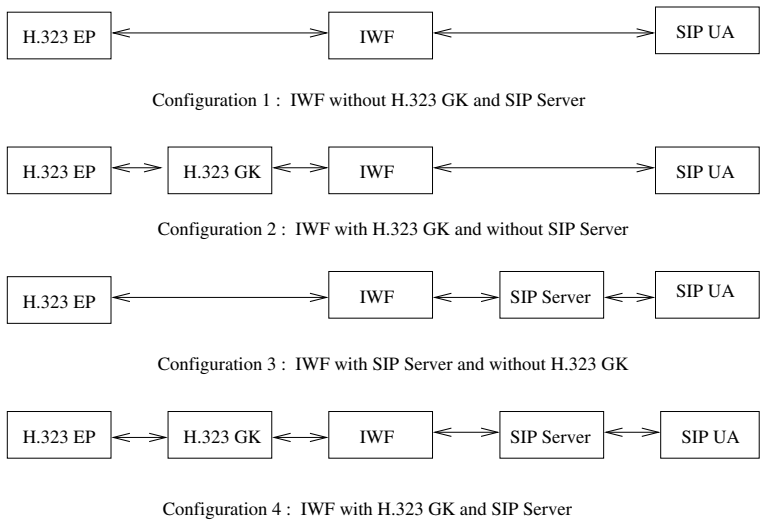 H.323 EP IWF SIP UA
Configuration 1 : IWF without H.323 GK and SIP Server
H.323 EP H.323 GK IWF SIP UA
Configuration 2 : IWF with H.323 GK and without SIP Server
H.323 EP IWF SIP Server SIP UA
Configuration 3 : IWF with SIP Server and without H.323 GK
H.323 EP H.323 GK IWF SIP Server SIP UA
Configuration 4 : IWF with H.323 GK and SIP Server